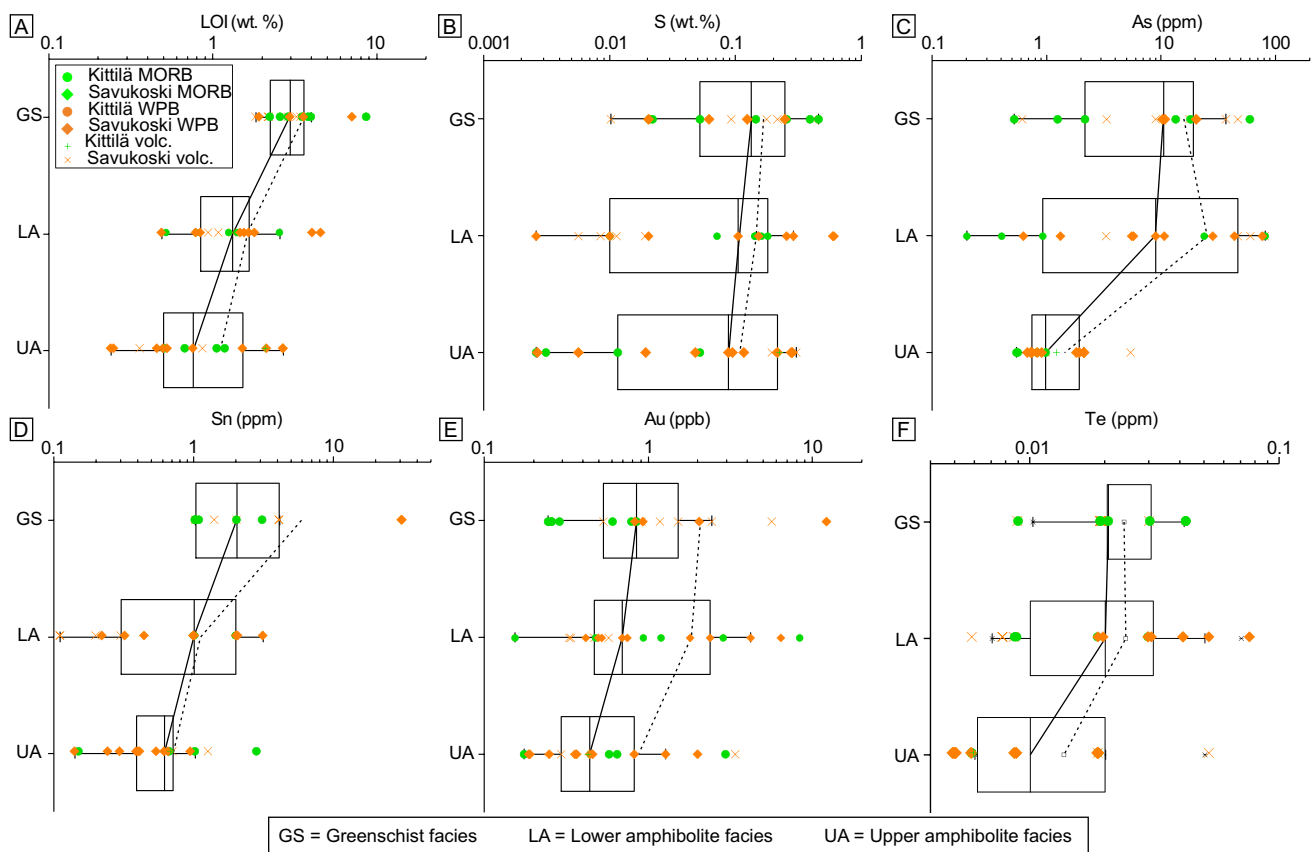 A
LOI (wt. %)
0.1 1 10
Kittilä MORB
Savukoski MORB
Kittilä WPB
Savukoski WPB
Kittilä volc.
Savukoski volc.
GS
LA
UA
B
S (wt. %)
0.001 0.01 0.1 1
GS
LA
UA
C
As (ppm)
0.1 1 10 100
GS
LA
UA
D
Sn (ppm)
0.1 1 10
GS
LA
UA
E
Au (ppb)
0.1 1 10
GS
LA
UA
F
Te (ppm)
0.01 0.1
GS
LA
UA
GS = Greenschist facies LA = Lower amphibolite facies UA = Upper amphibolite facies